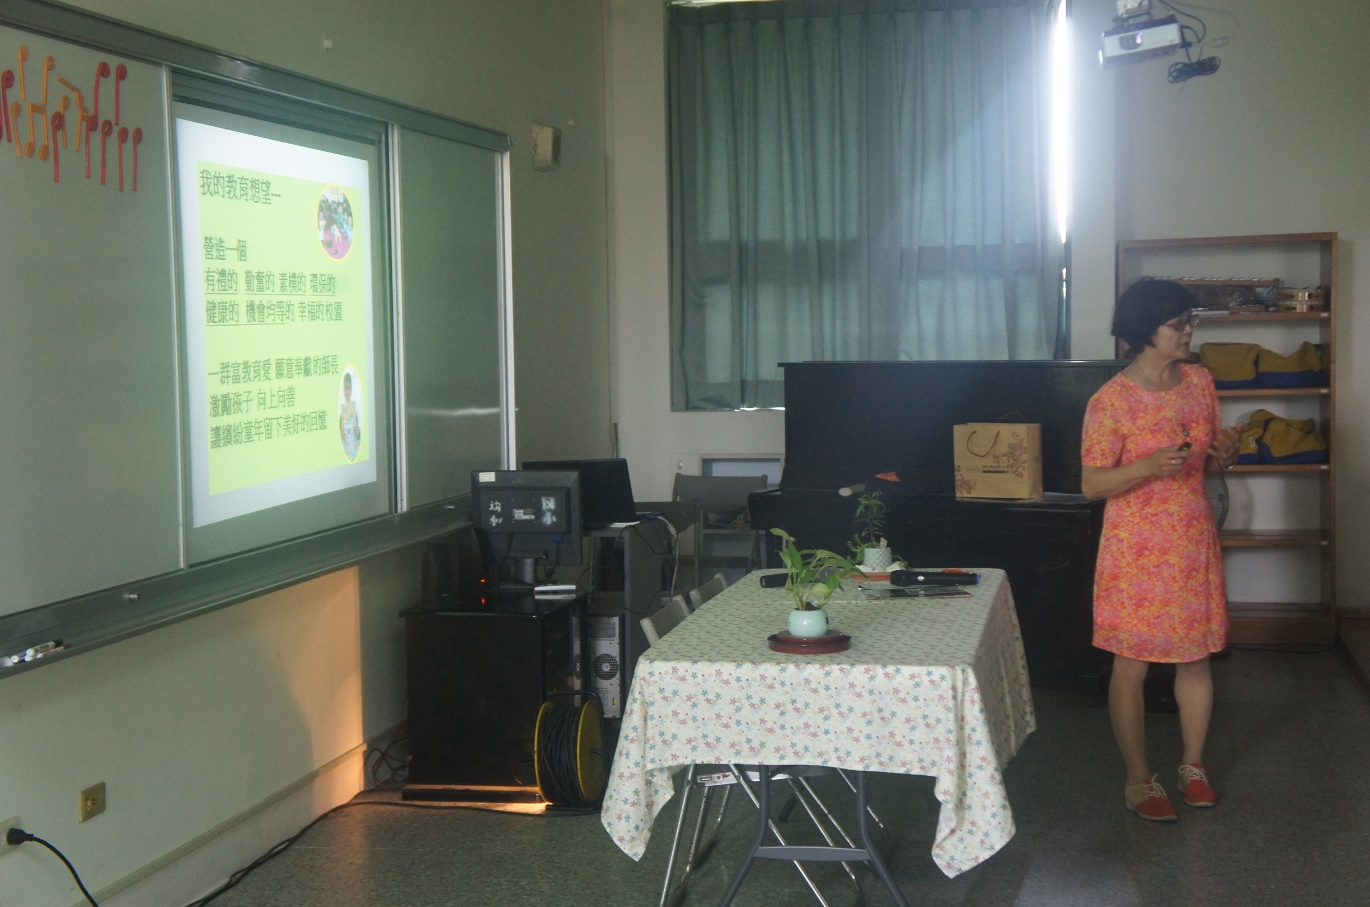 我的教育想望---
營造一個
有禮的 勤奮的 素樸的 環保的
健康的 機會均等的 幸福的校園
一群富教育愛 願意奉獻的師長
激勵孩子 向上向善
讓繽紛童年留下美好的回憶